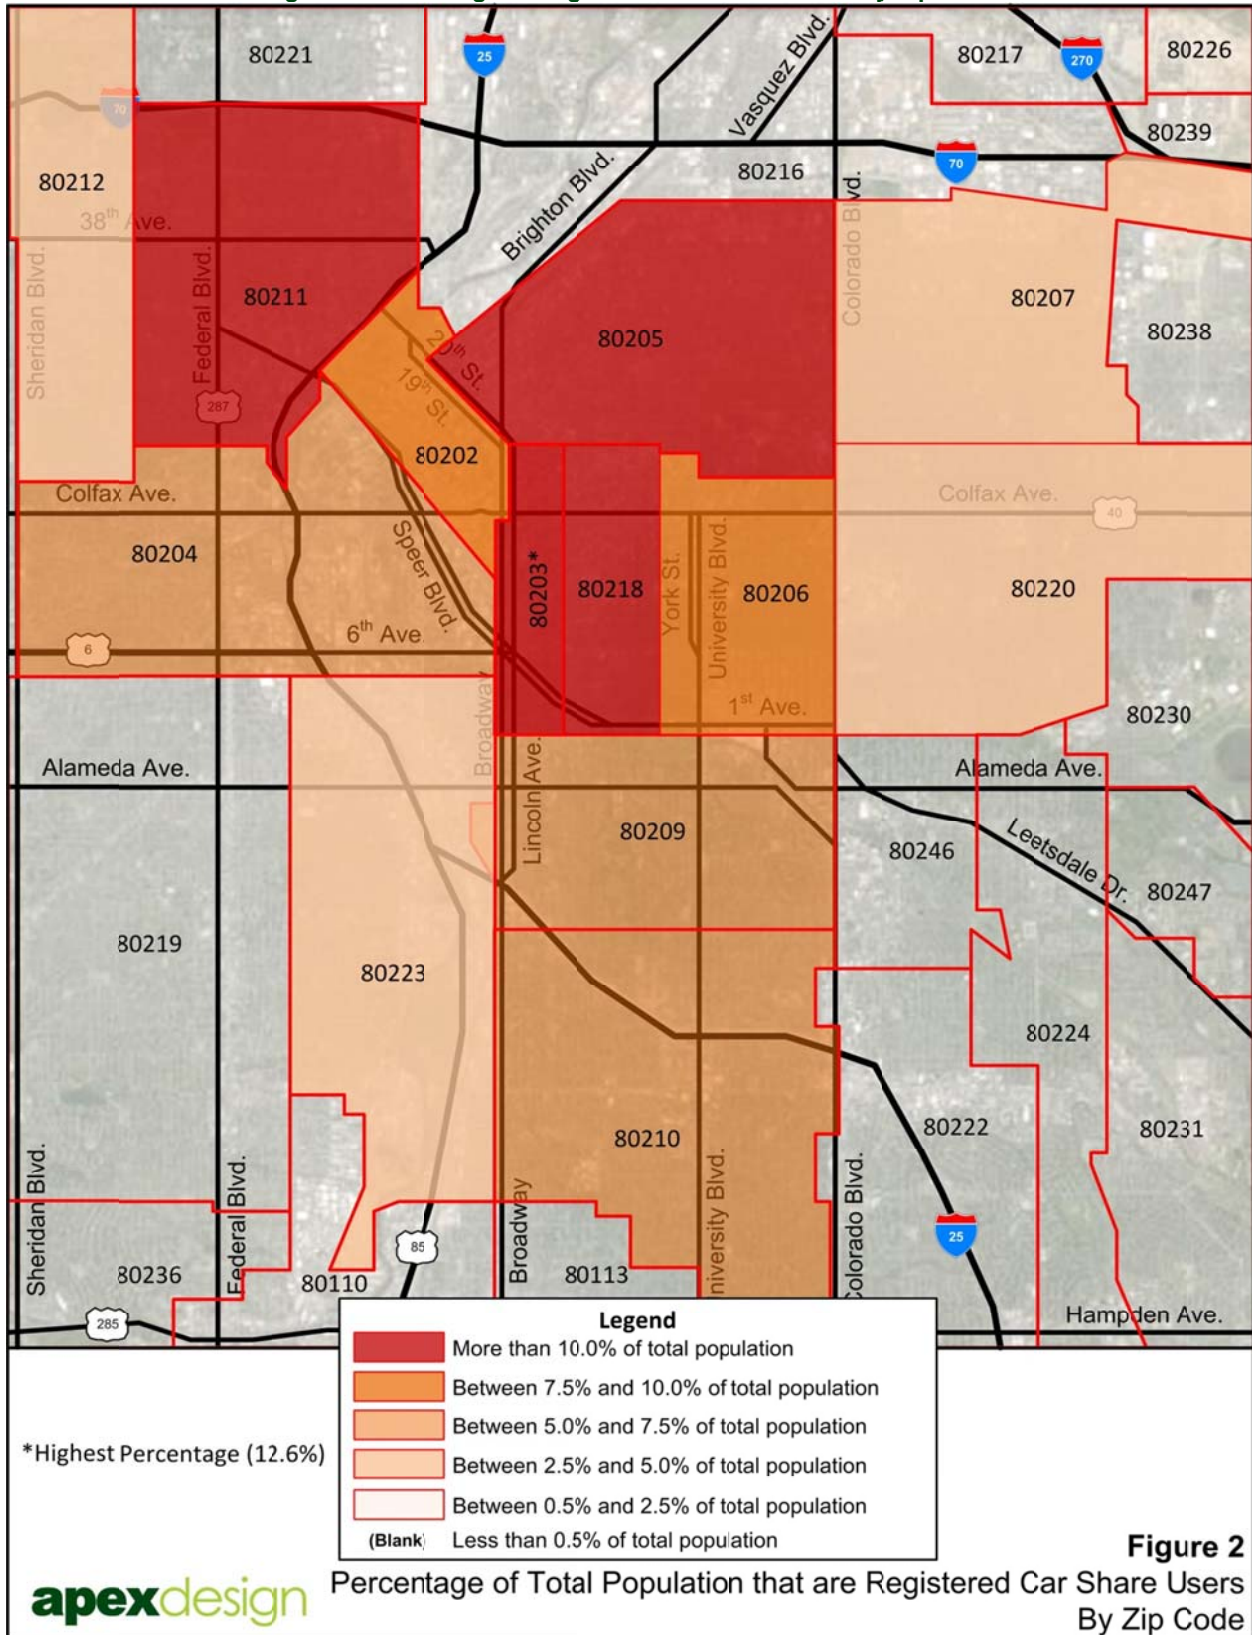 80221
25
Vasquez Blvd.
80217
270
80226
70
80239
80212
80216
70
38th Ave.
Brighton Blvd.
Colorado Blvd.
Sheridan Blvd.
Federal Blvd.
80211
80207
80238
20th St.
80205
19th St.
287
80202
Colfax Ave.
Colfax Ave.
40
80204
Speer Blvd.
80203*
80218
York St.
University Blvd.
80206
80220
6th Ave
6
Broadway
1st Ave.
80230
Alameda Ave.
Alameda Ave.
Lincoln Ave.
80209
80246
Leetsdale Dr.
80247
80219
80223
80224
80210
80222
80231
Sheridan Blvd.
Federal Blvd.
Broadway
niversity Blvd.
Colorado Blvd.
85
25
80236
80110
80113
285
Hampden Ave.
Legend
More than 10.0% of total population
Between 7.5% and 10.0% of total population
Between 5.0% and 7.5% of total population
*Highest Percentage (12.6%)
Between 2.5% and 5.0% of total population
Between 0.5% and 2.5% of total population
(Blank) Less than 0.5% of total population
Figure 2
apexdesign
Percentage of Total Population that are Registered Car Share Users
By Zip Code